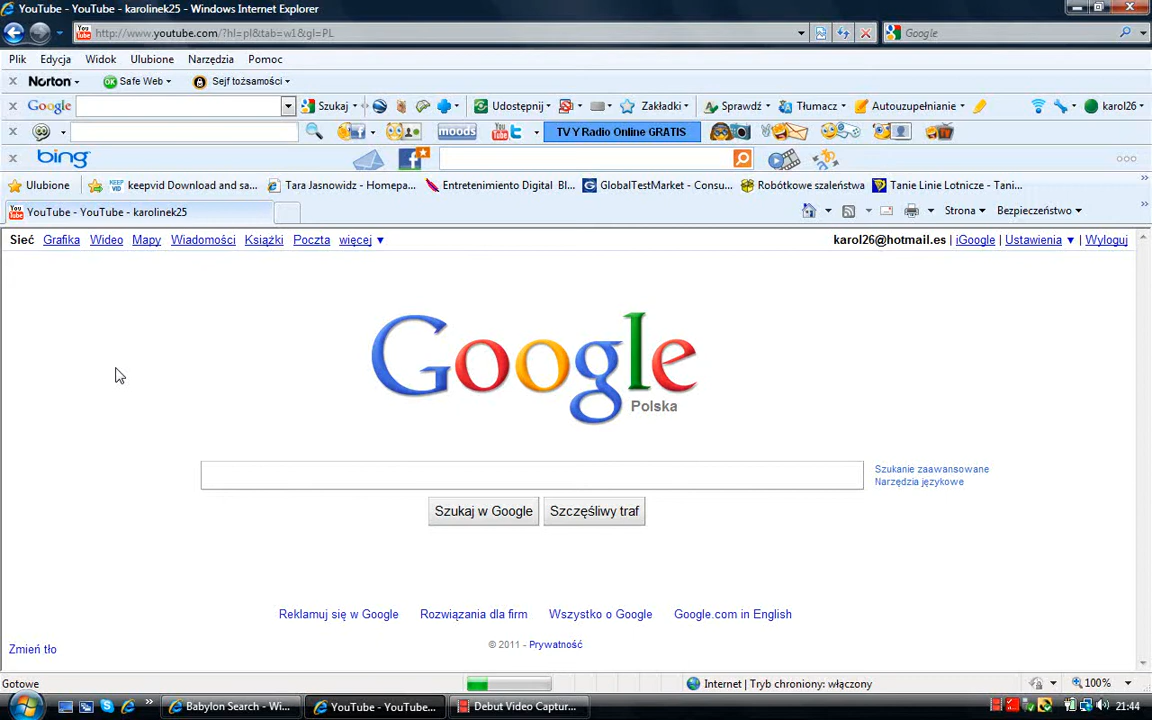 YouTube - YouTube - karolinek25 - Windows Internet Explorer
http://www.youtube.com/?hl=pl&tab=w1&gl=PL
Google
Plik Edycja Widok Ulubione Narzędzia Pomoc
x Norton OK Safe Web Sejf tożsamości
x Google Szukaj Udostępnij Zakładki Sprawdź Tłumacz Autouzupełnianie karol26
x moods You Tube TV Y Radio Online GRATIS
x bing
Ulubione keepvid Download and sa... Tara Jasnowidz - Homepa... Entretenimiento Digital Bl... GlobalTestMarket - Consu... Robótkowe szaleństwa Tanie Linie Lotnicze - Tani...
YouTube - YouTube - karolinek25 Strona Bezpieczeństwo
Sieć Grafika Wideo Mapy Wiadomości Książki Poczta więcej ▼ karol26@hotmail.es | iGoogle | Ustawienia ▼ | Wyloguj
Google
Polska
Szukanie zaawansowane
Narzędzia językowe
Szukaj w Google Szczęśliwy traf
Reklamuj się w Google Rozwiązania dla firm Wszystko o Google Google.com in English
© 2011 - Prywatność
Zmień tło
Gotowe Internet | Tryb chroniony: włączony 100%
Babylon Search - Wi... YouTube - YouTube... Debut Video Captur... 21:44